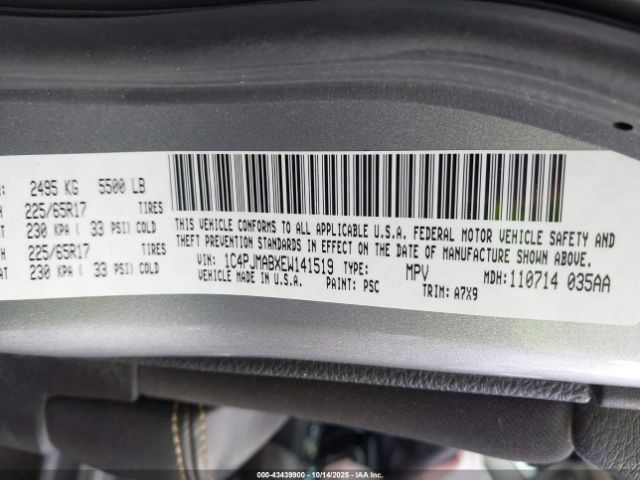 2495 KG 5500 LB
225/65R17 TIRES
230 KPA ( 33 PSI) COLD
225/65R17 TIRES
230 KPA ( 33 PSI) COLD
THIS VEHICLE CONFORMS TO ALL APPLICABLE U.S.A. FEDERAL MOTOR VEHICLE SAFETY AND
THEFT PREVENTION STANDARDS IN EFFECT ON THE DATE OF MANUFACTURE SHOWN ABOVE.
VIN: 1C4PJMABXEW141519 TYPE: MPV MDH: 110714 035AA
VEHICLE MADE IN U.S.A. PAINT: PSC TRIM: A7X9
000-43439900 - 10/14/2025 - IAAI.COM